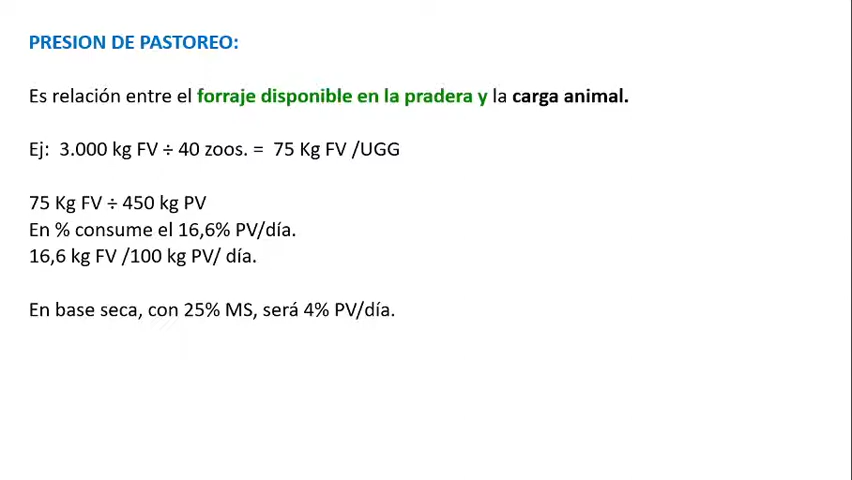 PRESION DE PASTOREO:
Es relación entre el forraje disponible en la pradera y la carga animal.
Ej: 3.000 kg FV ÷ 40 zoos. = 75 Kg FV /UGG
75 Kg FV ÷ 450 kg PV
En % consume el 16,6% PV/día.
16,6 kg FV /100 kg PV/ día.
En base seca, con 25% MS, será 4% PV/día.